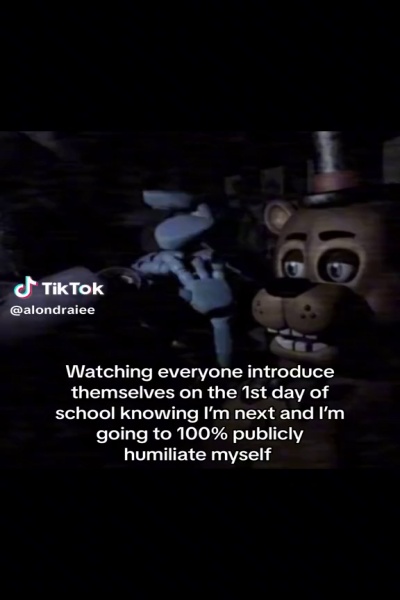 TikTok
@alondraiee
Watching everyone introduce
themselves on the 1st day of
school knowing I'm next and I'm
going to 100% publicly
humiliate myself